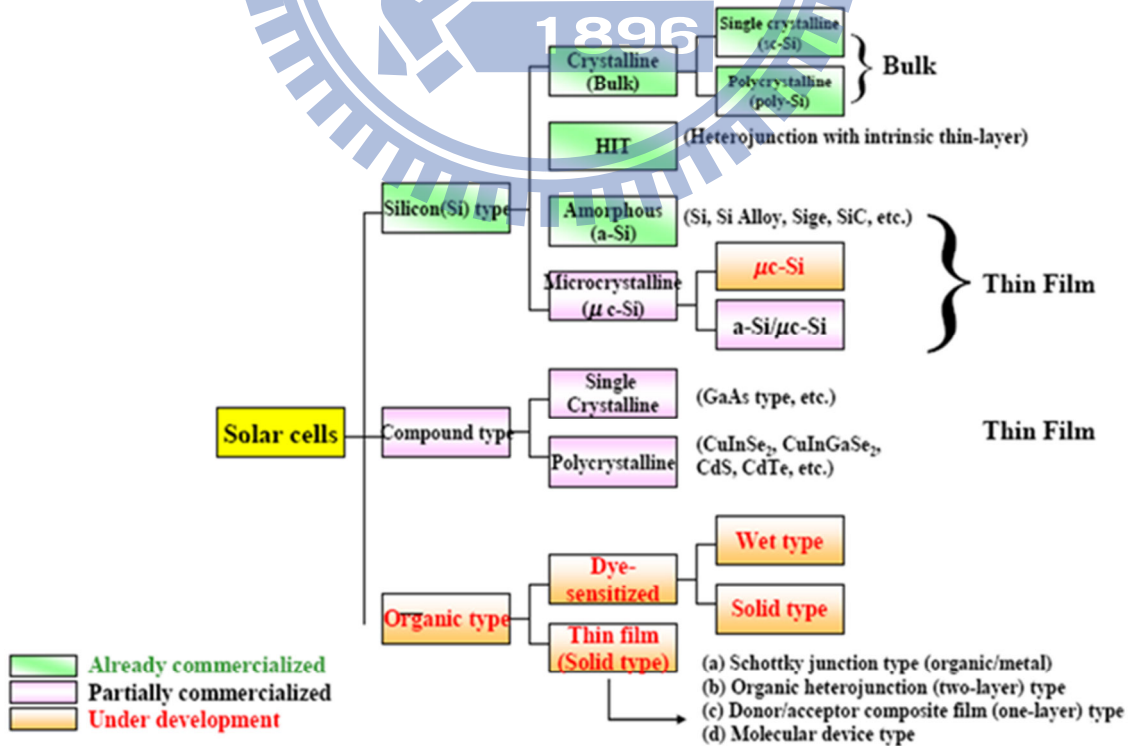 1896
Single crystalline
(sc-Si)
Crystalline
(Bulk)
Bulk
Polycrystalline
(poly-Si)
HIT
(Heterojunction with intrinsic thin-layer)
Silicon(Si) type
Amorphous
(a-Si)
(Si, Si Alloy, Sige, SiC, etc.)
Microcrystalline
(μ c-Si)
μc-Si
a-Si/μc-Si
Thin Film
Solar cells
Compound type
Single
Crystalline
(GaAs type, etc.)
Polycrystalline
(CuInSe₂, CuInGaSe₂,
CdS, CdTe, etc.)
Thin Film
Organic type
Dye-
sensitized
Wet type
Solid type
Thin film
(Solid type)
(a) Schottky junction type (organic/metal)
(b) Organic heterojunction (two-layer) type
(c) Donor/acceptor composite film (one-layer) type
(d) Molecular device type
Already commercialized
Partially commercialized
Under development